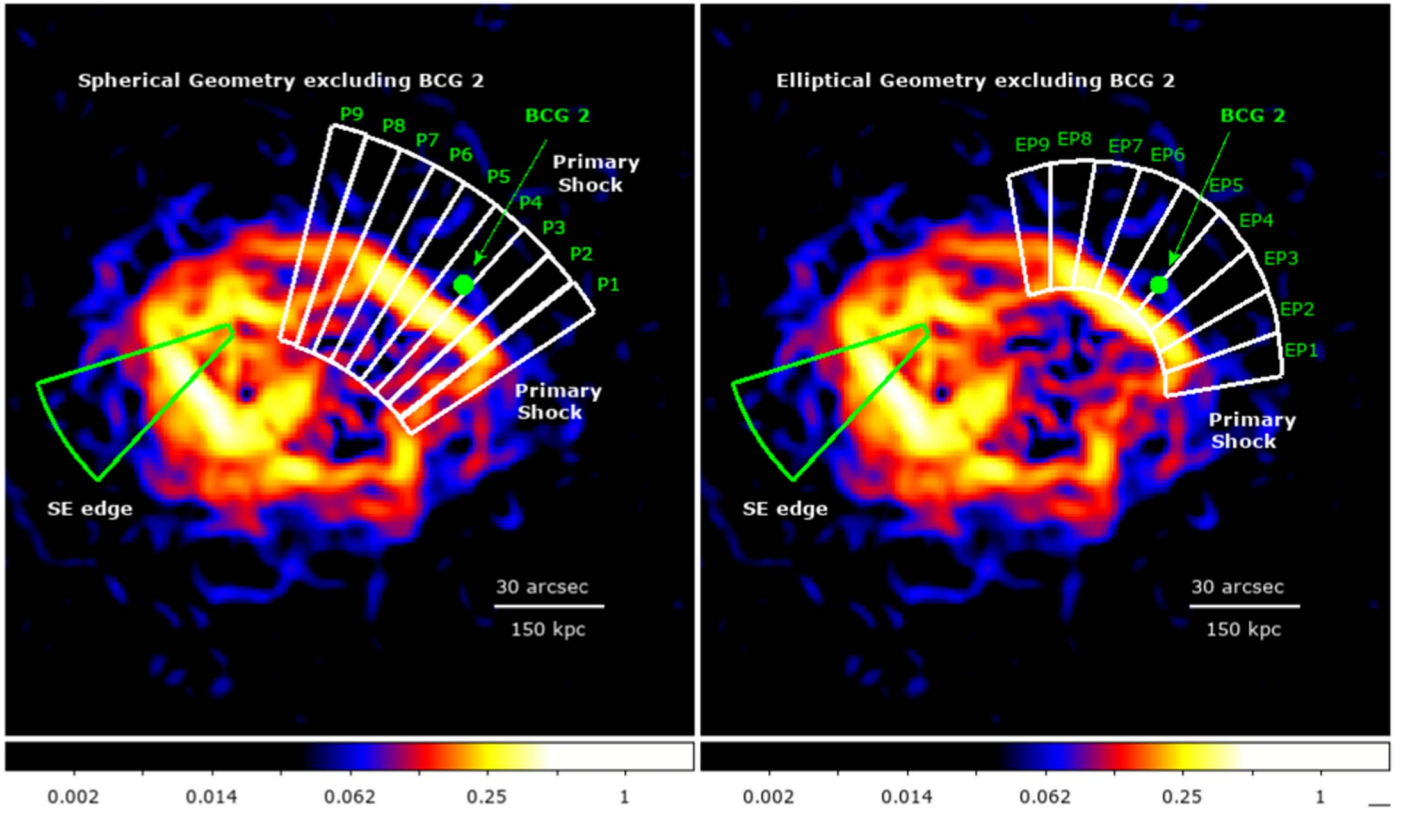 Spherical Geometry excluding BCG 2
P9
P8
P7
P6
P5
P4
P3
P2
P1
BCG 2
Primary
Shock
Primary
Shock
SE edge
30 arcsec
150 kpc
0.002 0.014 0.062 0.25 1
Elliptical Geometry excluding BCG 2
EP9
EP8
EP7
EP6
EP5
EP4
EP3
EP2
EP1
BCG 2
Primary
Shock
SE edge
30 arcsec
150 kpc
0.002 0.014 0.062 0.25 1